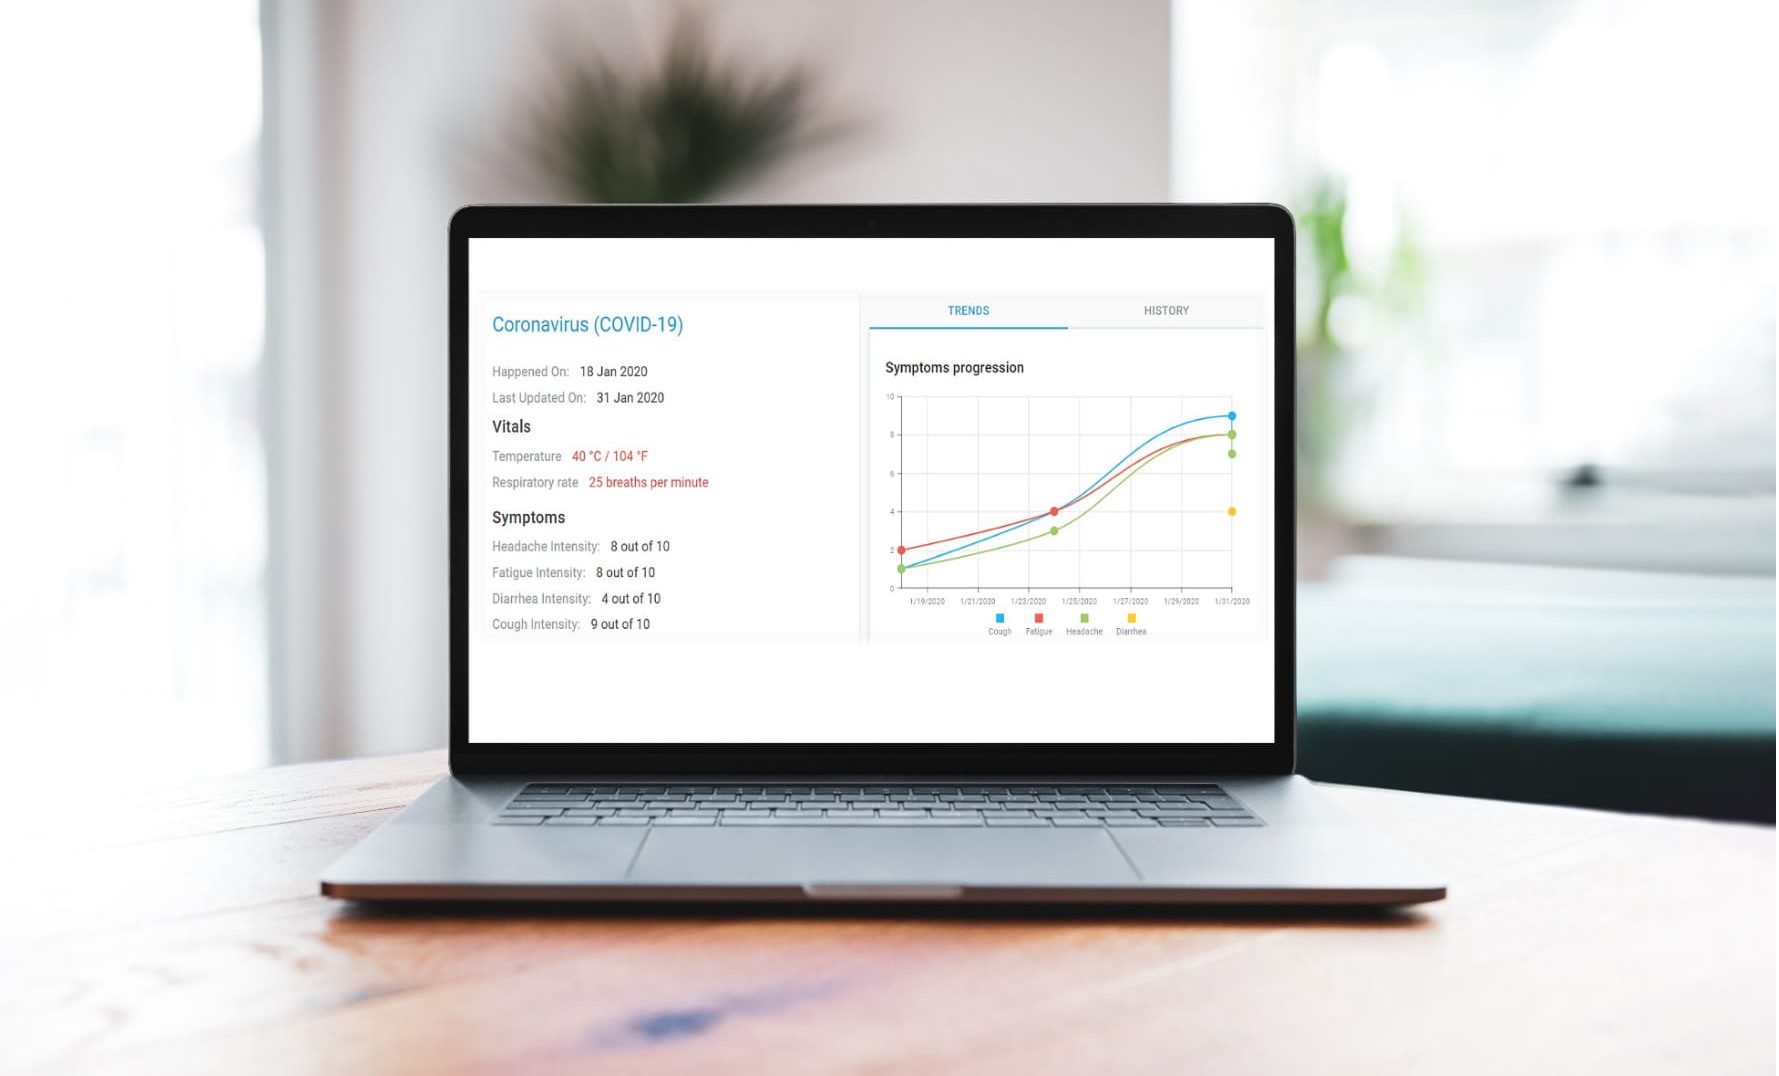 Coronavirus (COVID-19)
Happened On: 18 Jan 2020
Last Updated On: 31 Jan 2020
Vitals
Temperature 40 °C / 104 °F
Respiratory rate 25 breaths per minute
Symptoms
Headache Intensity: 8 out of 10
Fatigue Intensity: 8 out of 10
Diarrhea Intensity: 4 out of 10
Cough Intensity: 9 out of 10
TRENDS HISTORY
Symptoms progression
10
8
6
4
2
0
1/19/2020 1/21/2020 1/23/2020 1/25/2020 1/27/2020 1/29/2020 1/31/2020
Cough Fatigue Headache Diarrhea